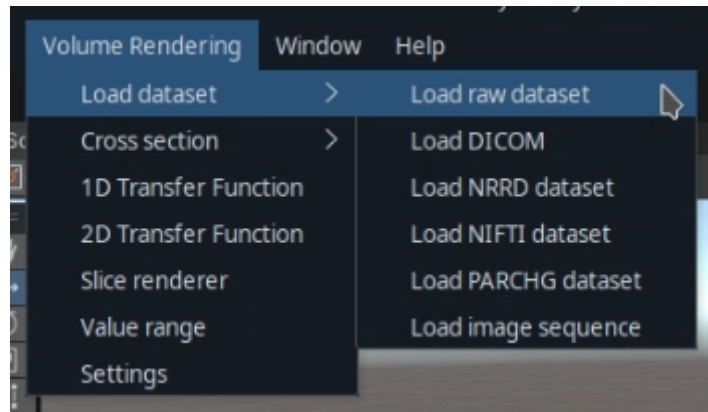 Volume Rendering Window Help
Load dataset
Cross section
1D Transfer Function
2D Transfer Function
Slice renderer
Value range
Settings
Load raw dataset
Load DICOM
Load NRRD dataset
Load NIFTI dataset
Load PARCHG dataset
Load image sequence